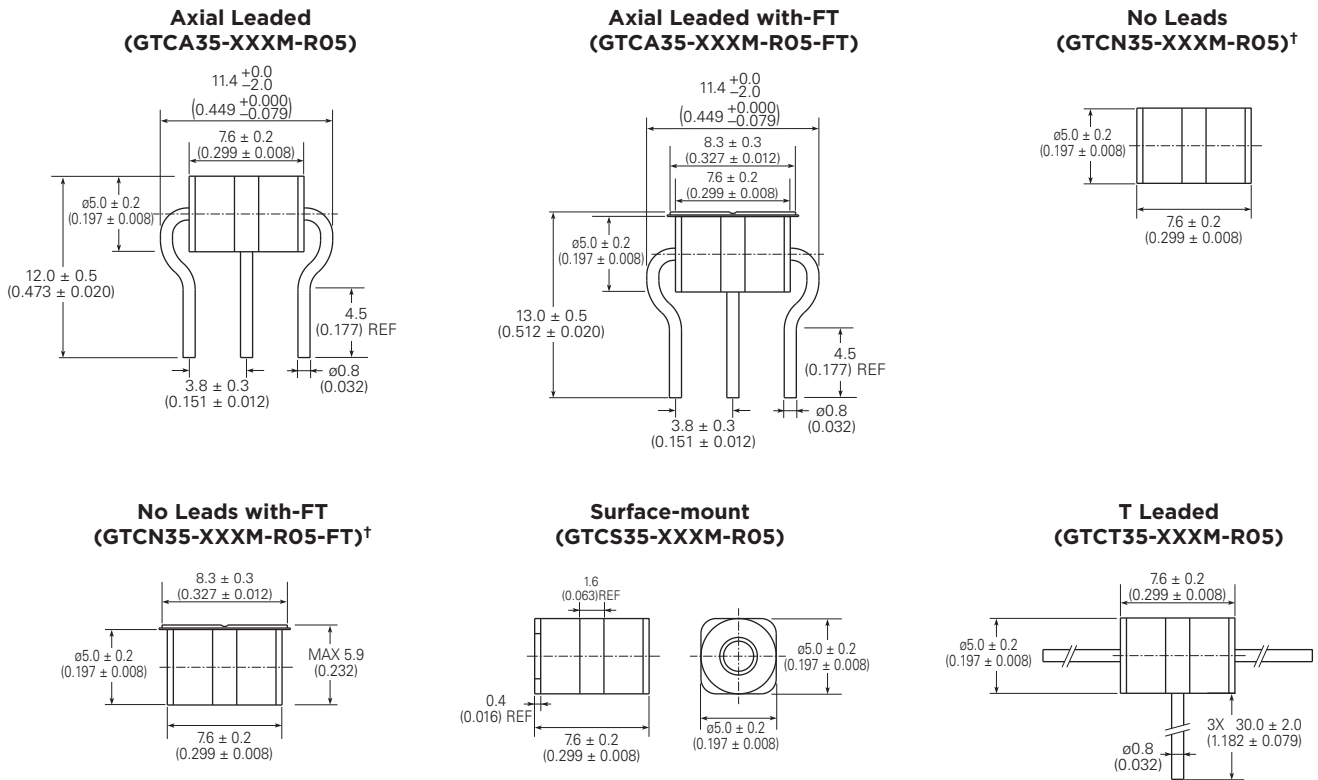 Axial Leaded
(GTCA35-XXXM-R05)
11.4 +0.0
−2.0
(0.449 +0.000
−0.079)
7.6 ± 0.2
(0.299 ± 0.008)
ø5.0 ± 0.2
(0.197 ± 0.008)
12.0 ± 0.5
(0.473 ± 0.020)
4.5
(0.177) REF
3.8 ± 0.3
(0.151 ± 0.012)
ø0.8
(0.032)
Axial Leaded with-FT
(GTCA35-XXXM-R05-FT)
11.4 +0.0
−2.0
(0.449 +0.000
−0.079)
8.3 ± 0.3
(0.327 ± 0.012)
7.6 ± 0.2
(0.299 ± 0.008)
ø5.0 ± 0.2
(0.197 ± 0.008)
13.0 ± 0.5
(0.512 ± 0.020)
4.5
(0.177) REF
3.8 ± 0.3
(0.151 ± 0.012)
ø0.8
(0.032)
No Leads
(GTCN35-XXXM-R05)†
ø5.0 ± 0.2
(0.197 ± 0.008)
7.6 ± 0.2
(0.299 ± 0.008)
No Leads with-FT
(GTCN35-XXXM-R05-FT)†
8.3 ± 0.3
(0.327 ± 0.012)
ø5.0 ± 0.2
(0.197 ± 0.008)
MAX 5.9
(0.232)
7.6 ± 0.2
(0.299 ± 0.008)
Surface-mount
(GTCS35-XXXM-R05)
1.6
(0.063)REF
ø5.0 ± 0.2
(0.197 ± 0.008)
0.4
(0.016) REF
7.6 ± 0.2
(0.299 ± 0.008)
ø5.0 ± 0.2
(0.197 ± 0.008)
T Leaded
(GTCT35-XXXM-R05)
7.6 ± 0.2
(0.299 ± 0.008)
ø5.0 ± 0.2
(0.197 ± 0.008)
3X 30.0 ± 2.0
(1.182 ± 0.079)
ø0.8
(0.032)